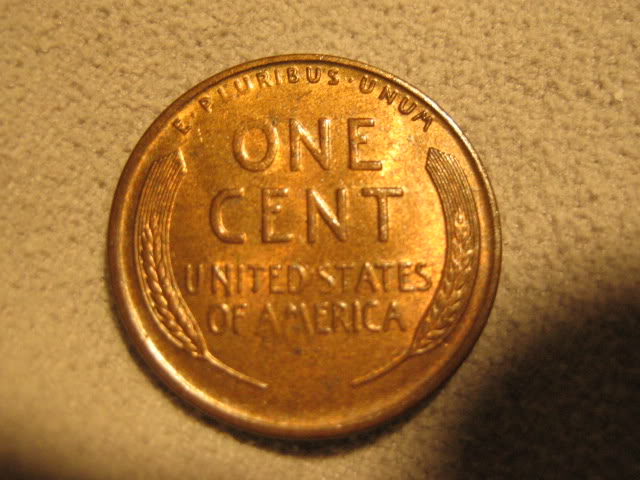 E·PLURIBUS·UNUM
ONE
CENT
UNITED·STATES
OF AMERICA